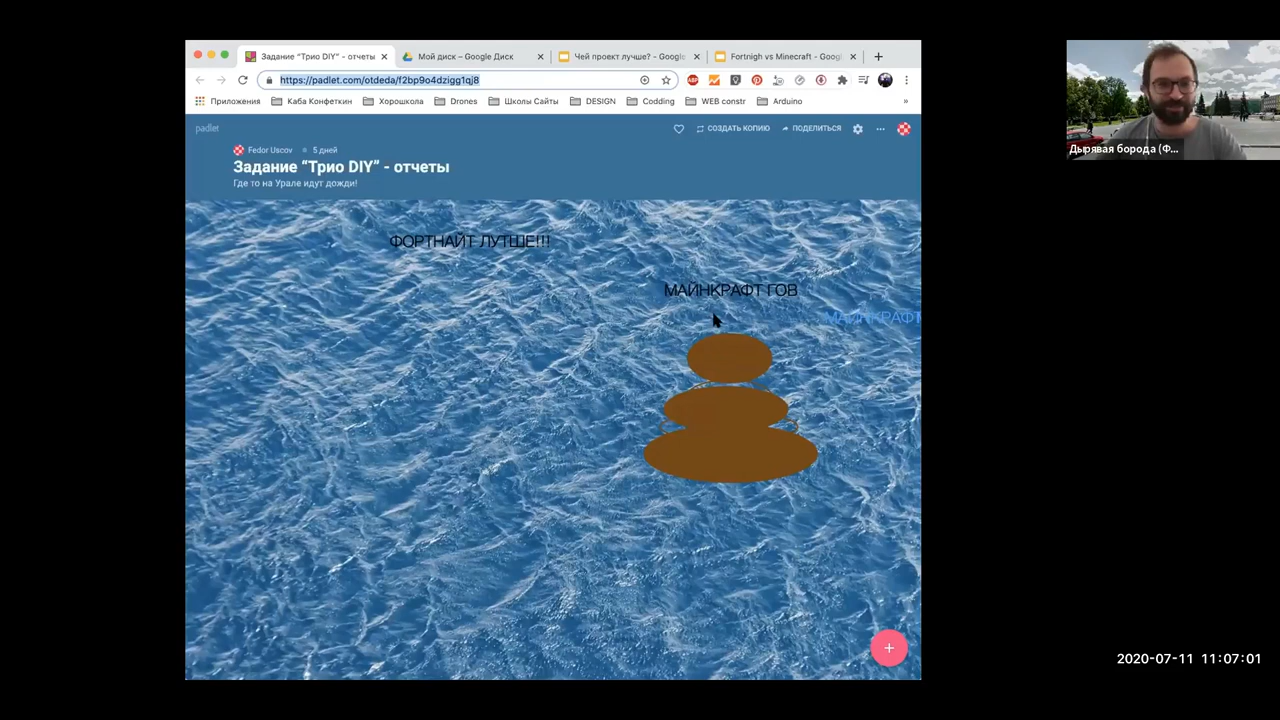 Задание “Трио DIY” - отчеты
Мой диск – Google Диск
Чей проект лучше? - Google
Fortnigh vs Minecraft - Goog
https://padlet.com/otdeda/f2bp9o4dzigg1qj8
Приложения
Каба Конфеткин
Хорошкола
Drones
Школы Сайты
DESIGN
Codding
WEB constr
Arduino
»
padlet
СОЗДАТЬ КОПИЮ
ПОДЕЛИТЬСЯ
Fedor Uscov
5 дней
Задание “Трио DIY” - отчеты
Где то на Урале идут дожди!
ФОРТНАЙТ ЛУТШЕ!!!
МАЙНКРАФТ ГОВ
МАЙНКРАФТ
Дырявая борода (Ф...
2020-07-11 11:07:01